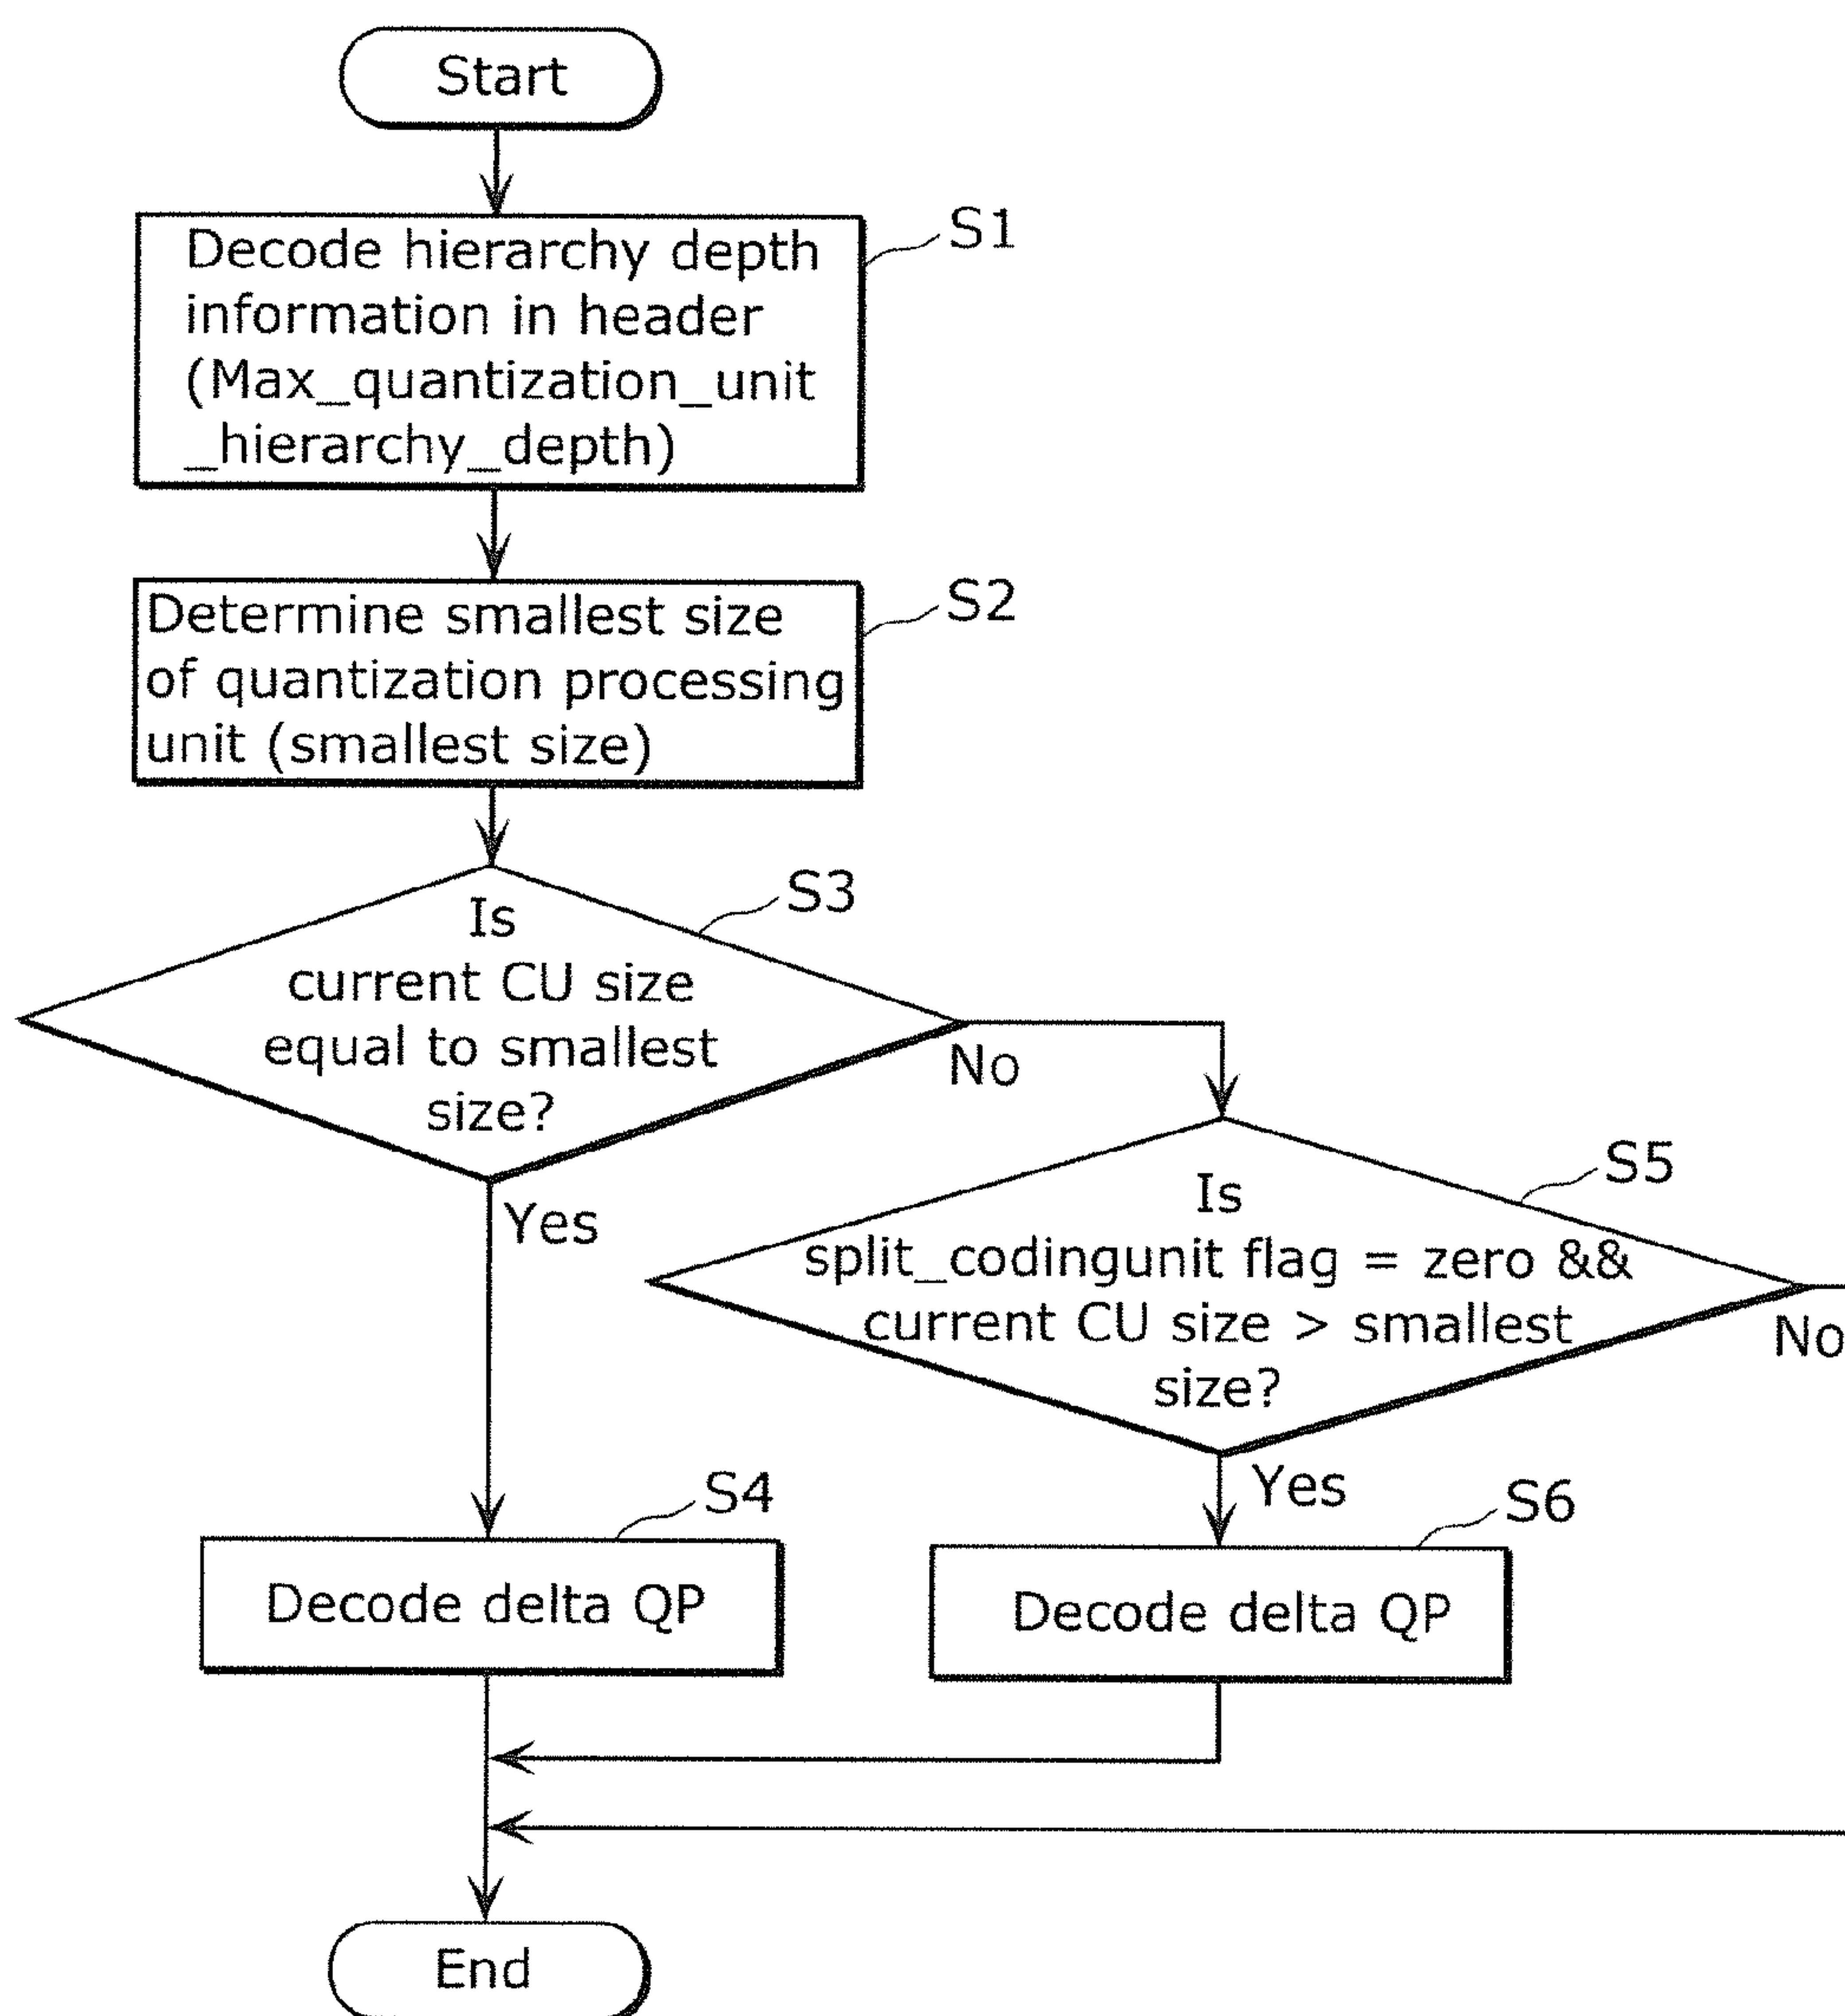 Start
S1
Decode hierarchy depth
information in header
(Max_quantization_unit
_hierarchy_depth)
S2
Determine smallest size
of quantization processing
unit (smallest size)
S3
Is
current CU size
equal to smallest
size?
No
Yes
S5
Is
split_codingunit flag = zero &&
current CU size > smallest
size?
No
Yes
S4
Decode delta QP
S6
Decode delta QP
End